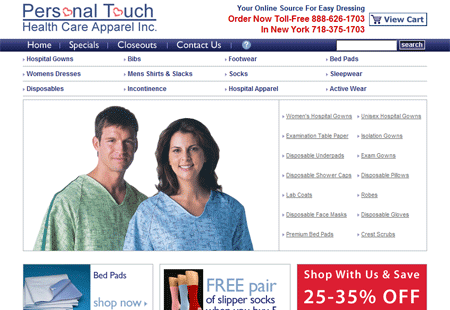 Personal Touch
Health Care Apparel Inc.
Your Online Source For Easy Dressing
Order Now Toll-Free 888-626-1703
In New York 718-375-1703
View Cart
Home
Specials
Closeouts
Contact Us
?
search
Hospital Gowns
Bibs
Footwear
Bed Pads
Womens Dresses
Mens Shirts & Slacks
Socks
Sleepwear
Disposables
Incontinence
Hospital Apparel
Active Wear
Women's Hospital Gowns
Unisex Hospital Gowns
Examination Table Paper
Isolation Gowns
Disposable Underpads
Exam Gowns
Disposable Shower Caps
Disposable Pillows
Lab Coats
Robes
Disposable Face Masks
Disposable Gloves
Premium Bed Pads
Crest Scrubs
Bed Pads
shop now
FREE pair
of slipper socks
when you buy 5
Shop With Us & Save
25-35% OFF